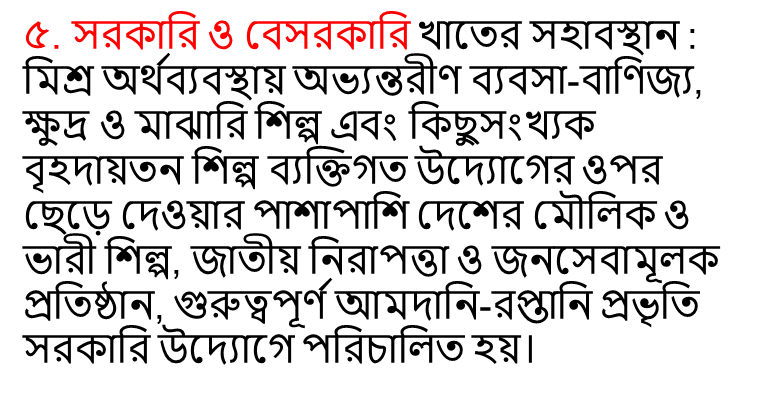 ৫. সরকারি ও বেসরকারি খাতের সহাবস্থান :
মিশ্র অর্থব্যবস্থায় অভ্যন্তরীণ ব্যবসা-বাণিজ্য,
ক্ষুদ্র ও মাঝারি শিল্প এবং কিছুসংখ্যক
বৃহদায়তন শিল্প ব্যক্তিগত উদ্যোগের ওপর
ছেড়ে দেওয়ার পাশাপাশি দেশের মৌলিক ও
ভারী শিল্প, জাতীয় নিরাপত্তা ও জনসেবামূলক
প্রতিষ্ঠান, গুরুত্বপূর্ণ আমদানি-রপ্তানি প্রভৃতি
সরকারি উদ্যোগে পরিচালিত হয়।